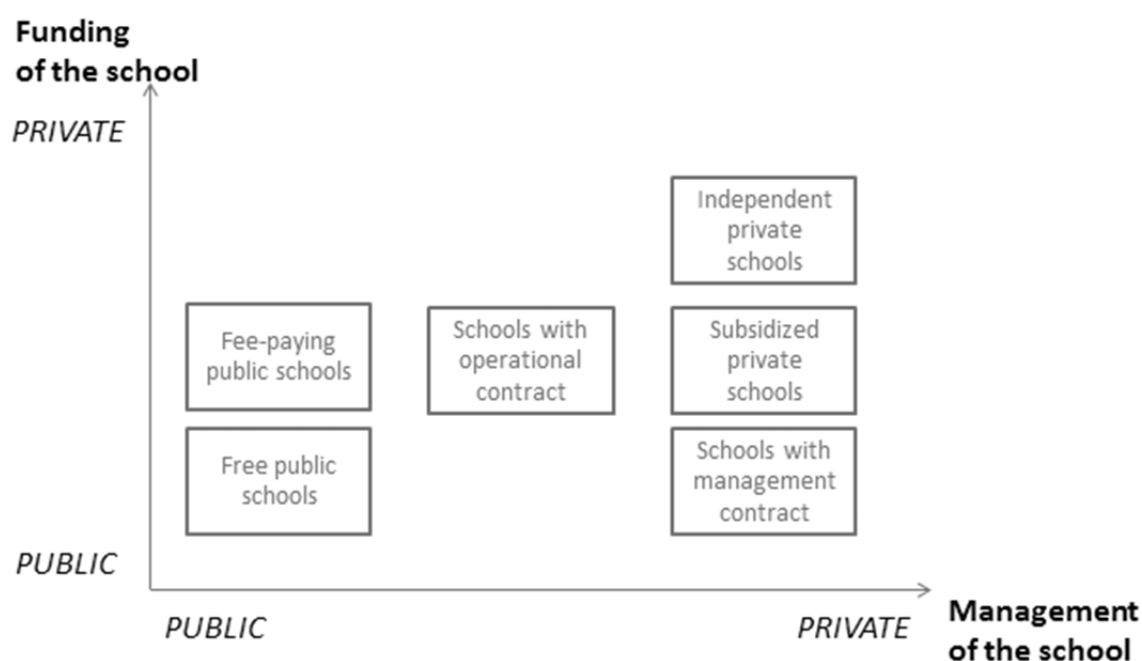 Funding
of the school
PRIVATE
Independent
private
schools
Fee-paying
public schools
Schools with
operational
contract
Subsidized
private
schools
Free public
schools
Schools with
management
contract
PUBLIC
PUBLIC
PRIVATE
Management
of the school